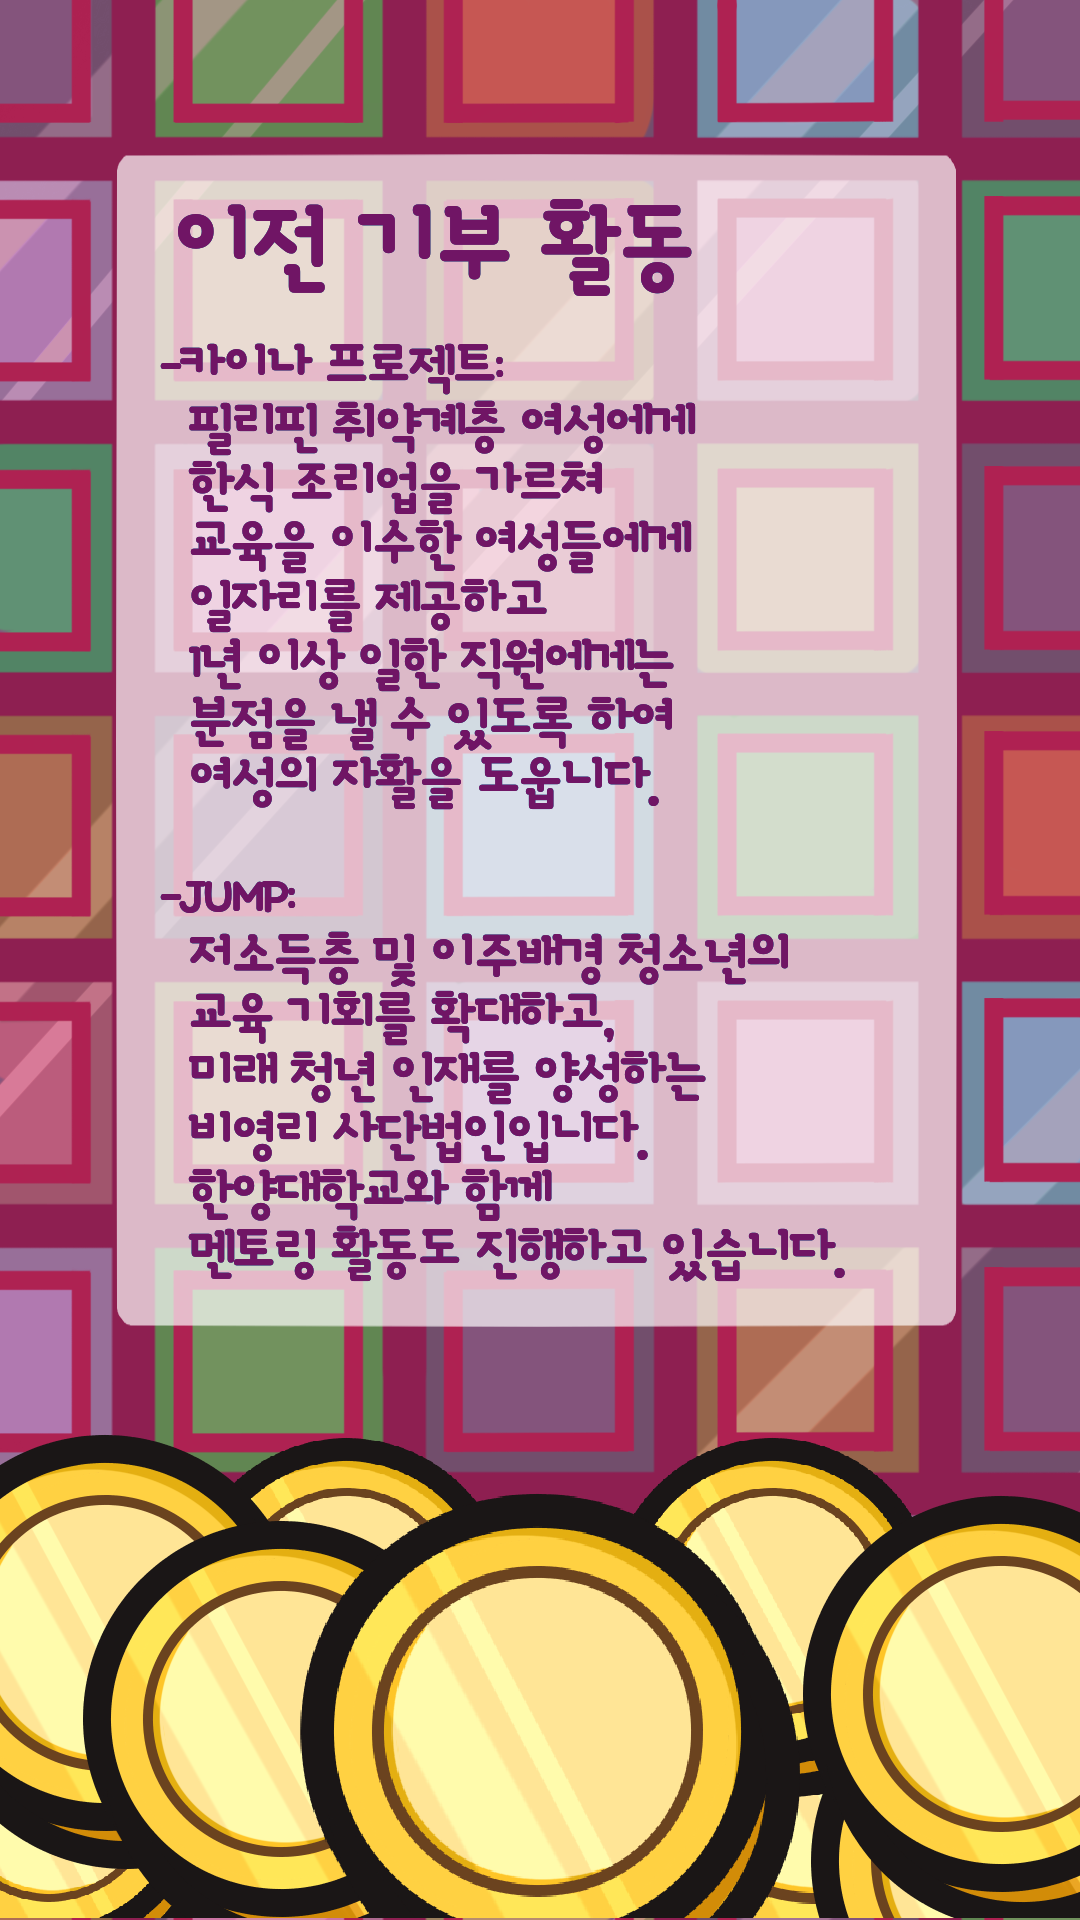 이전 기부 활동
-카이나 프로젝트:
필리핀 취약계층 여성에게
한식 조리업을 가르쳐
교육을 이수한 여성들에게
일자리를 제공하고
1년 이상 일한 직원에게는
분점을 낼 수 있도록 하여
여성의 자활을 도웁니다.
-JUMP:
저소득층 및 이주배경 청소년의
교육 기회를 확대하고,
미래 청년 인재를 양성하는
비영리 사단법인입니다.
한양대학교와 함께
멘토링 활동도 진행하고 있습니다.